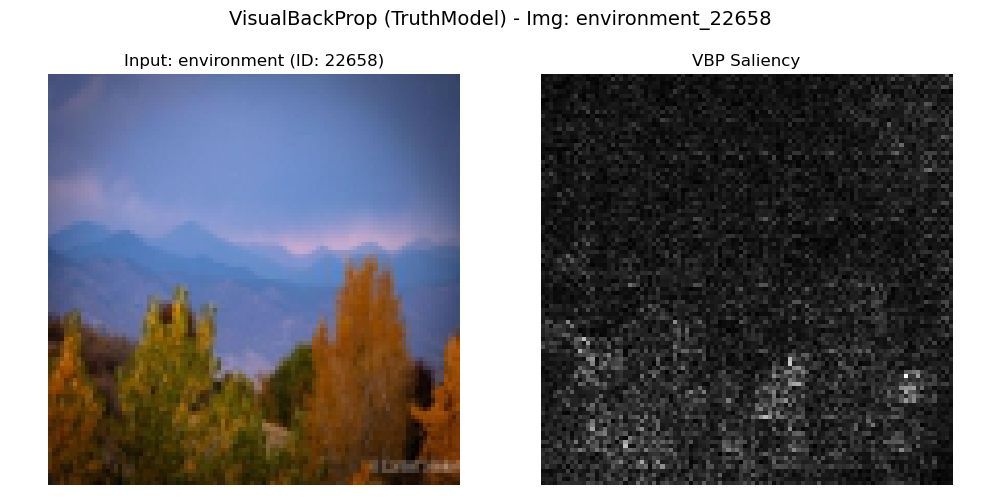 VisualBackProp (TruthModel) - Img: environment_22658
Input: environment (ID: 22658)
VBP Saliency